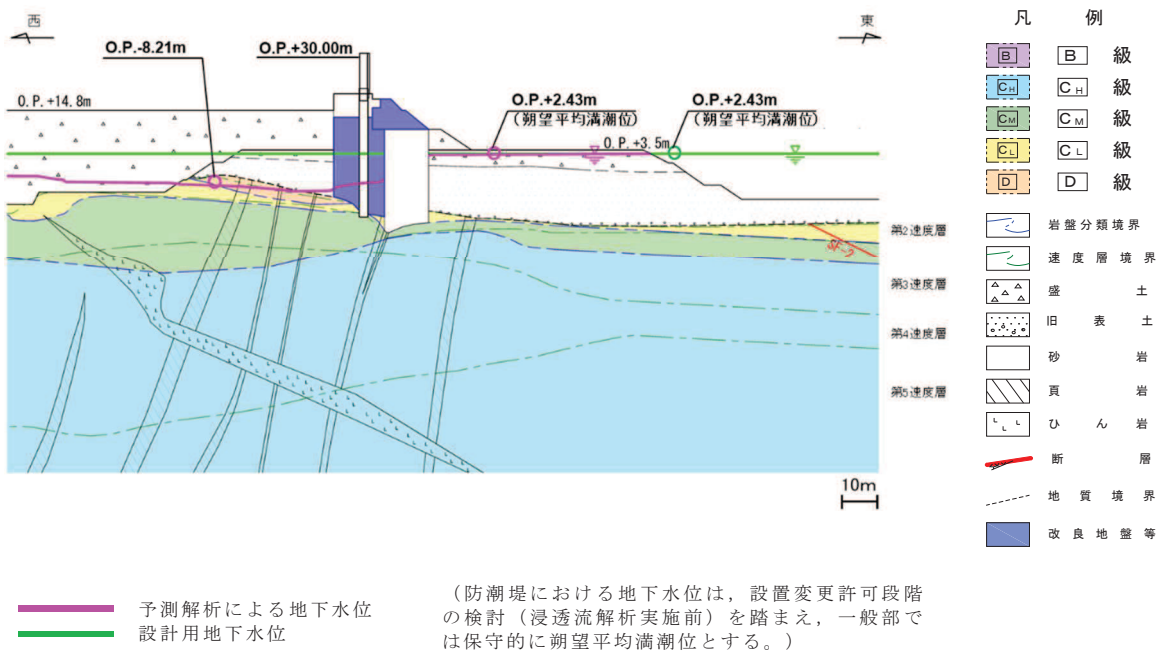 西
東
O.P.-8.21m
O.P.+30.00m
O.P.+14.8m
O.P.+2.43m
(朔望平均満潮位)
O.P.+2.43m
(朔望平均満潮位)
O.P.+3.5m
SF-2
第2速度層
第3速度層
第4速度層
第5速度層
10m
凡 例
B B 級
CH CH 級
CM CM 級
CL CL 級
D D 級
岩盤分類境界
速度層境界
盛土
旧表土
砂岩
頁岩
ひん岩
断層
地質境界
改良地盤等
予測解析による地下水位
設計用地下水位
(防潮堤における地下水位は,設置変更許可段階
の検討(浸透流解析実施前)を踏まえ,一般部で
は保守的に朔望平均満潮位とする。)